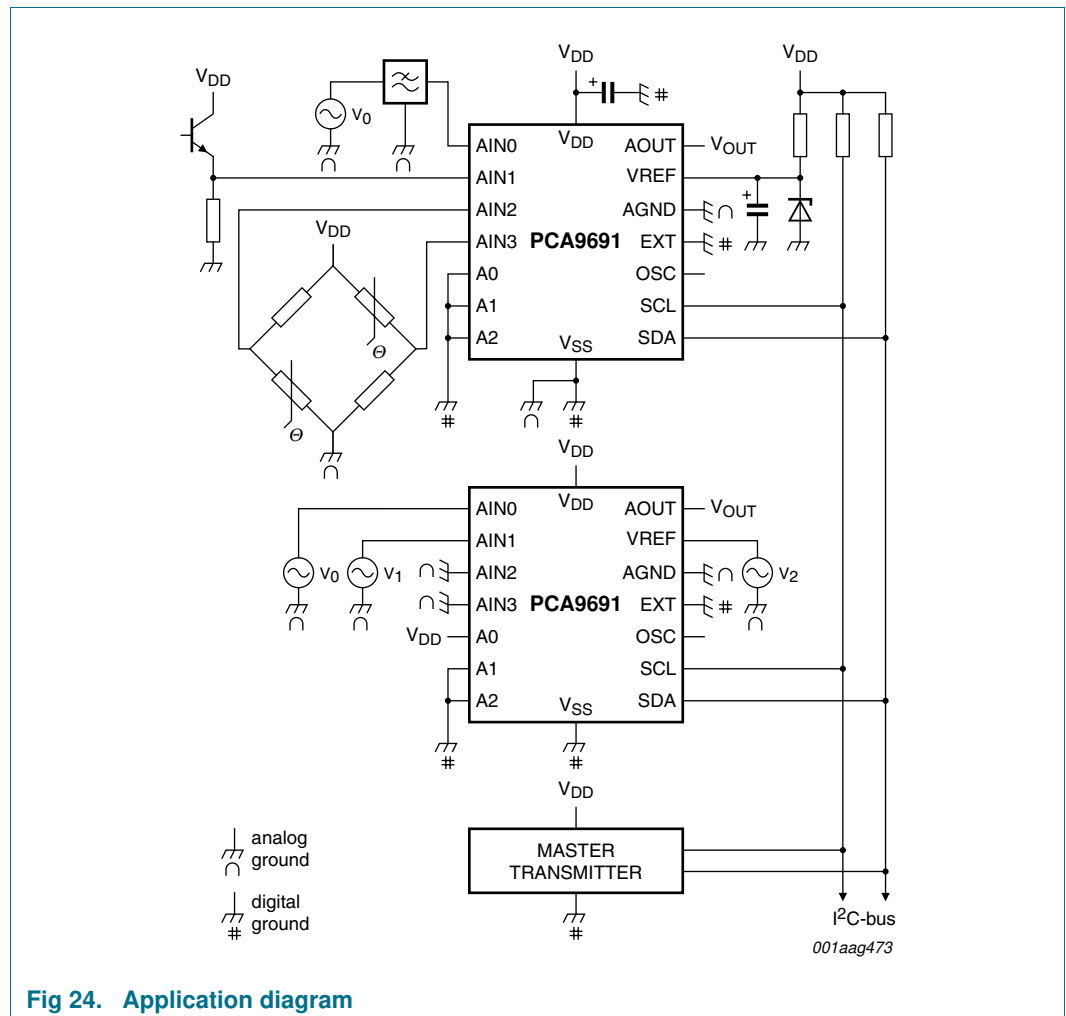 VDD
VDD
VDD
+
#
v0
AIN0
VDD
AOUT
VOUT
AIN1
VREF
+
AIN2
AGND
VDD
AIN3
PCA9691
EXT
#
A0
OSC
A1
SCL
A2
VSS
SDA
Θ
Θ
#
#
VDD
AIN0
VDD
AOUT
VOUT
AIN1
VREF
v0
v1
AIN2
AGND
v2
AIN3
PCA9691
EXT
#
VDD
A0
OSC
A1
SCL
A2
VSS
SDA
#
#
VDD
analog
ground
MASTER
TRANSMITTER
digital
ground
#
#
I2C-bus
001aag473
Fig 24. Application diagram